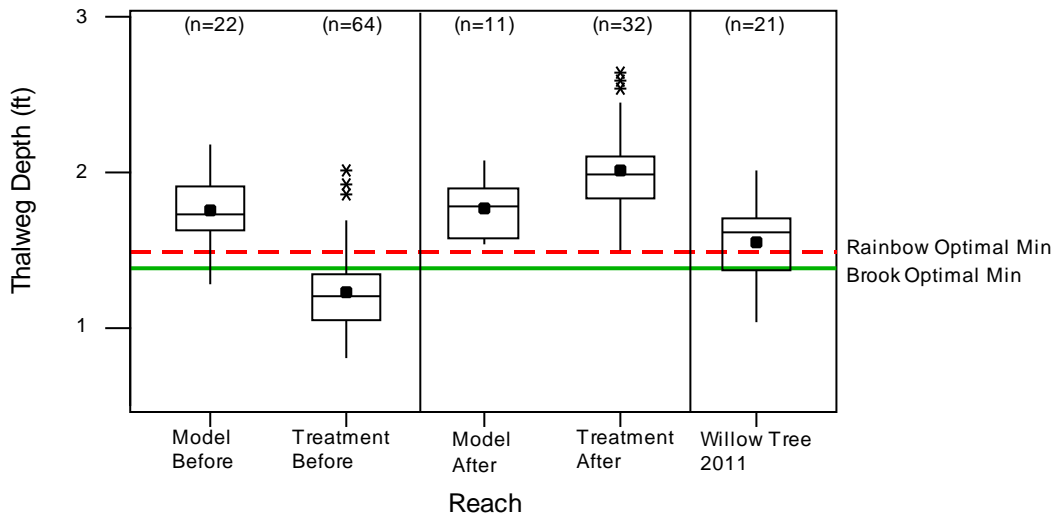 3
(n=22) (n=64) (n=11) (n=32) (n=21)
Thalweg Depth (ft)
2
Rainbow Optimal Min
Brook Optimal Min
1
Model Before
Treatment Before
Model After
Treatment After
Willow Tree 2011
Reach